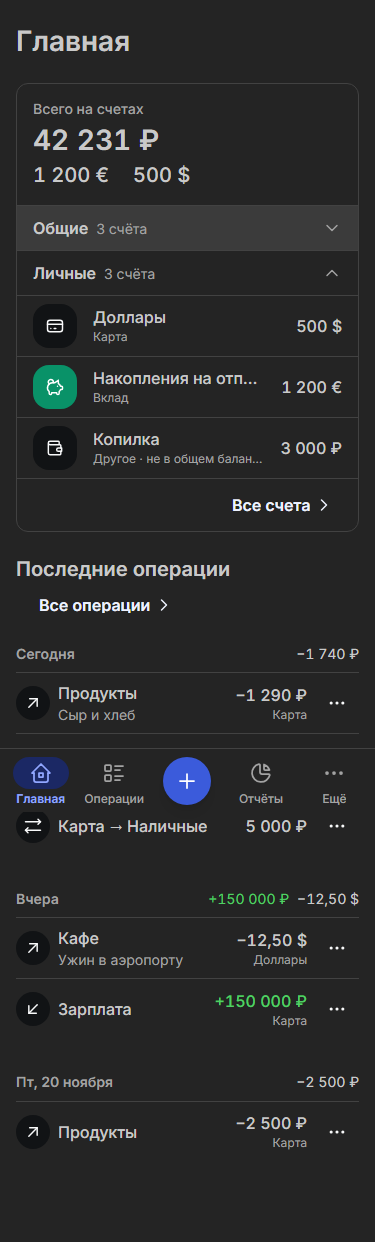 Главная
Всего на счетах
42 231 ₽
1 200 € 500 $
Общие 3 счёта
Личные 3 счёта
Доллары
Карта
500 $
Накопления на отп...
Вклад
1 200 €
Копилка
Другое · не в общем балан...
3 000 ₽
Все счета
Последние операции
Все операции
Сегодня −1 740 ₽
Продукты
Сыр и хлеб
−1 290 ₽
Карта
Главная Операции Отчёты Ещё
Карта → Наличные 5 000 ₽
Вчера +150 000 ₽ −12,50 $
Кафе
Ужин в аэропорту
−12,50 $
Доллары
Зарплата
+150 000 ₽
Карта
Пт, 20 ноября −2 500 ₽
Продукты
−2 500 ₽
Карта